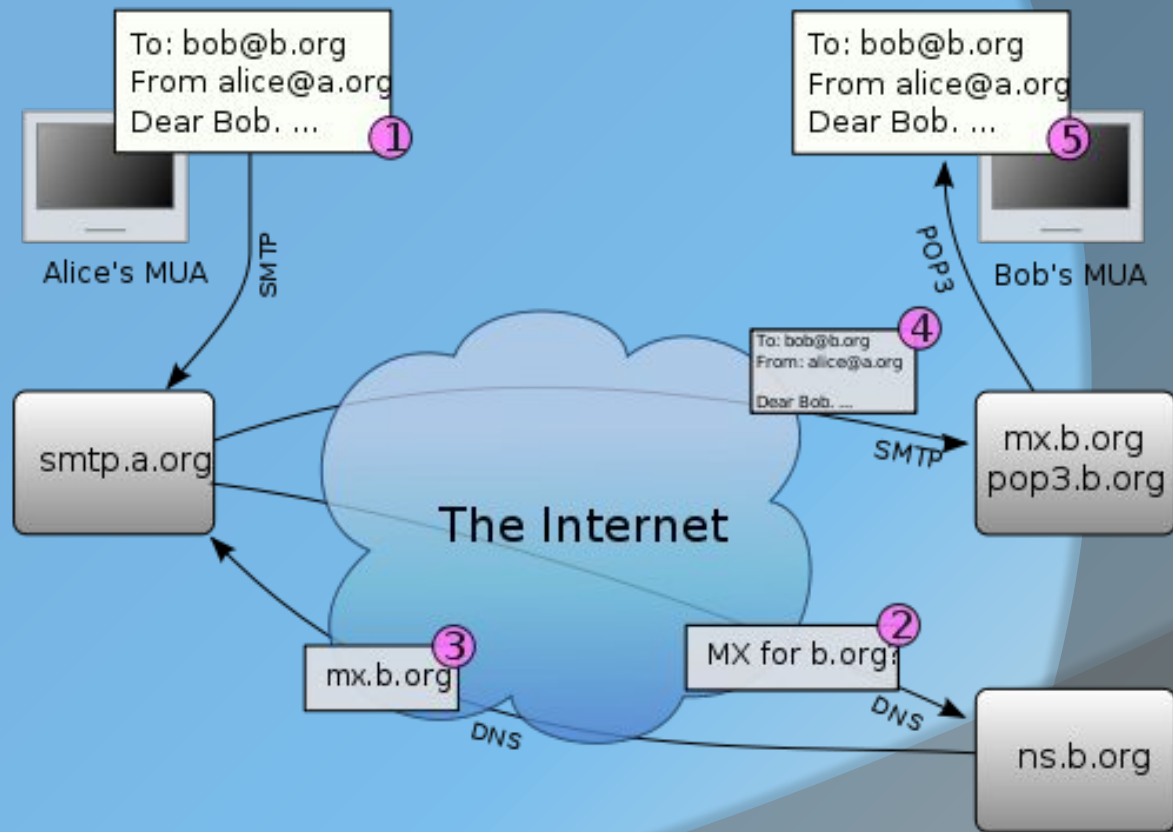 To: bob@b.org
From alice@a.org
Dear Bob. ...
1
Alice's MUA
SMTP
To: bob@b.org
From alice@a.org
Dear Bob. ...
5
Bob's MUA
POP3
To: bob@b.org
From: alice@a.org
Dear Bob. ...
4
SMTP
smtp.a.org
mx.b.org
pop3.b.org
The Internet
mx.b.org
3
DNS
MX for b.org?
2
DNS
ns.b.org